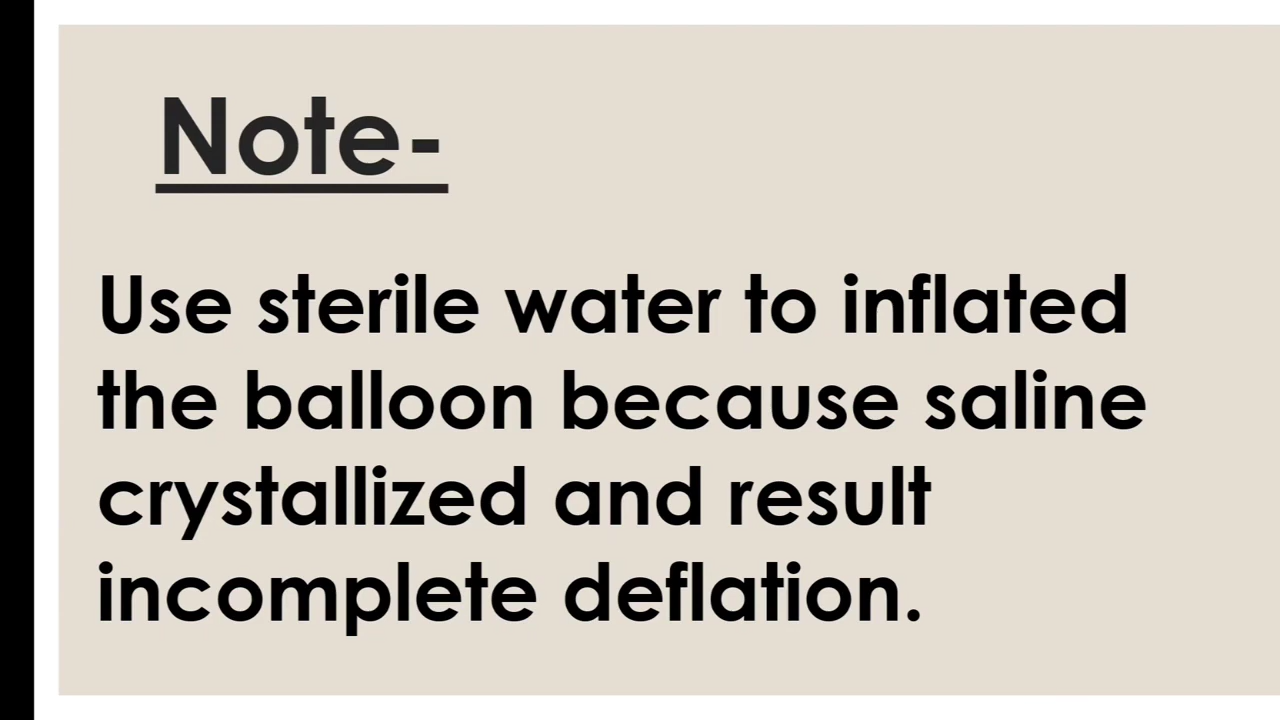 Note-
Use sterile water to inflated
the balloon because saline
crystallized and result
incomplete deflation.